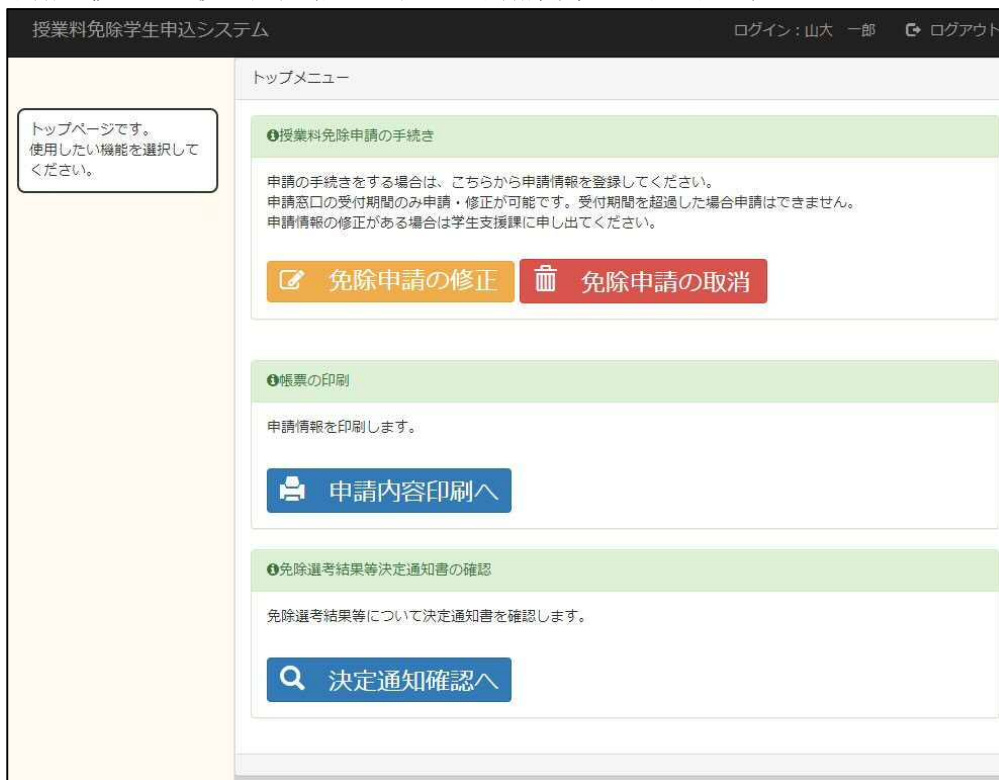 授業料免除学生申込システム
ログイン：山大 一郎
ログアウト
トップページです。
使用したい機能を選択して
ください。
トップメニュー
授業料免除申請の手続き
申請の手続きをする場合は、こちらから申請情報を登録してください。
申請窓口の受付期間のみ申請・修正が可能です。受付期間を超過した場合申請はできません。
申請情報の修正がある場合は学生支援課に申し出てください。
免除申請の修正
免除申請の取消
帳票の印刷
申請情報を印刷します。
申請内容印刷へ
免除選考結果等決定通知書の確認
免除選考結果等について決定通知書を確認します。
決定通知確認へ